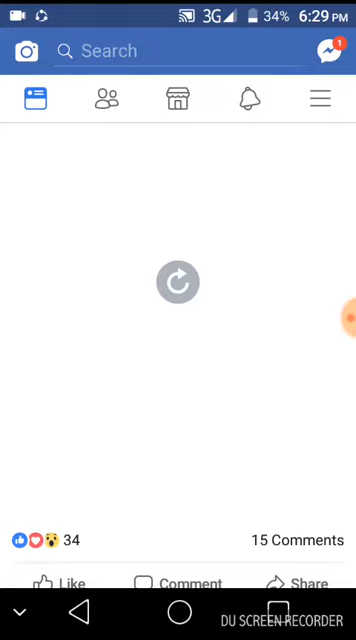 3G 34% 6:29 PM
Search
1
34 15 Comments
Like Comment Share
DU SCREEN RECORDER